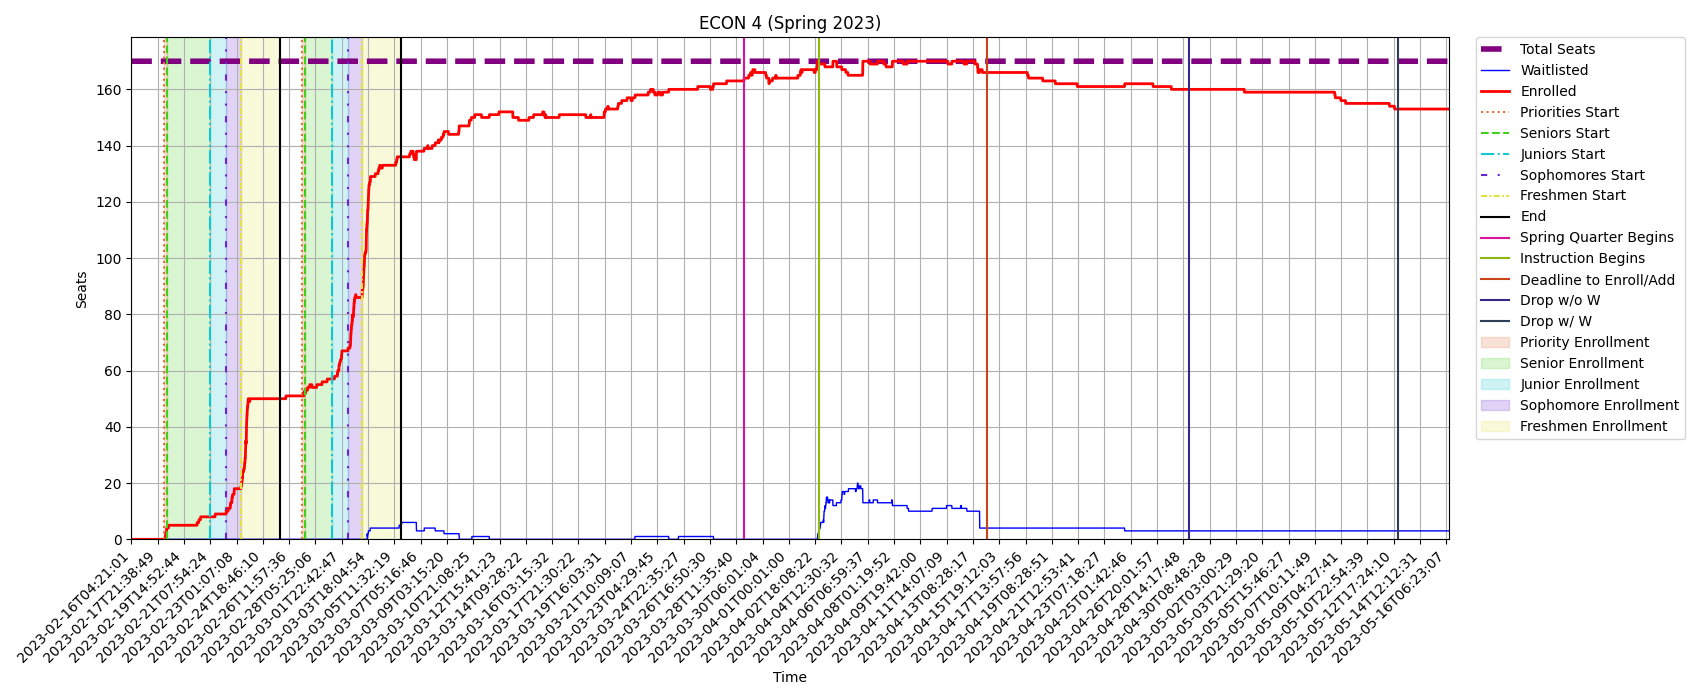 ECON 4 (Spring 2023)
Seats
160
140
120
100
80
60
40
20
0
2023-02-16T04:21:01
2023-02-17T21:38:49
2023-02-19T14:52:44
2023-02-21T07:54:24
2023-02-23T01:07:08
2023-02-24T18:46:10
2023-02-26T11:57:36
2023-02-28T05:25:06
2023-03-01T22:42:47
2023-03-03T18:04:54
2023-03-05T11:32:19
2023-03-07T05:16:46
2023-03-09T03:15:20
2023-03-12T01:08:25
2023-03-12T15:41:23
2023-03-14T09:28:22
2023-03-16T03:15:32
2023-03-17T21:30:22
2023-03-19T16:03:31
2023-03-21T10:09:07
2023-03-23T04:29:45
2023-03-24T22:35:27
2023-03-26T16:50:30
2023-03-28T11:35:40
2023-03-30T06:01:04
2023-04-01T00:01:00
2023-04-02T18:08:22
2023-04-04T12:30:32
2023-04-06T06:59:37
2023-04-08T01:19:52
2023-04-09T19:42:00
2023-04-11T14:07:09
2023-04-13T08:28:17
2023-04-15T19:12:03
2023-04-17T13:57:56
2023-04-19T08:28:51
2023-04-21T12:53:41
2023-04-23T07:18:27
2023-04-25T01:42:46
2023-04-26T20:01:57
2023-04-28T14:17:48
2023-04-30T08:48:28
2023-05-02T03:00:29
2023-05-03T21:29:20
2023-05-05T15:46:27
2023-05-07T10:11:49
2023-05-09T04:27:41
2023-05-10T22:54:39
2023-05-12T17:24:10
2023-05-14T12:12:31
2023-05-16T06:23:07
Time
Total Seats
Waitlisted
Enrolled
Priorities Start
Seniors Start
Juniors Start
Sophomores Start
Freshmen Start
End
Spring Quarter Begins
Instruction Begins
Deadline to Enroll/Add
Drop w/o W
Drop w/ W
Priority Enrollment
Senior Enrollment
Junior Enrollment
Sophomore Enrollment
Freshmen Enrollment